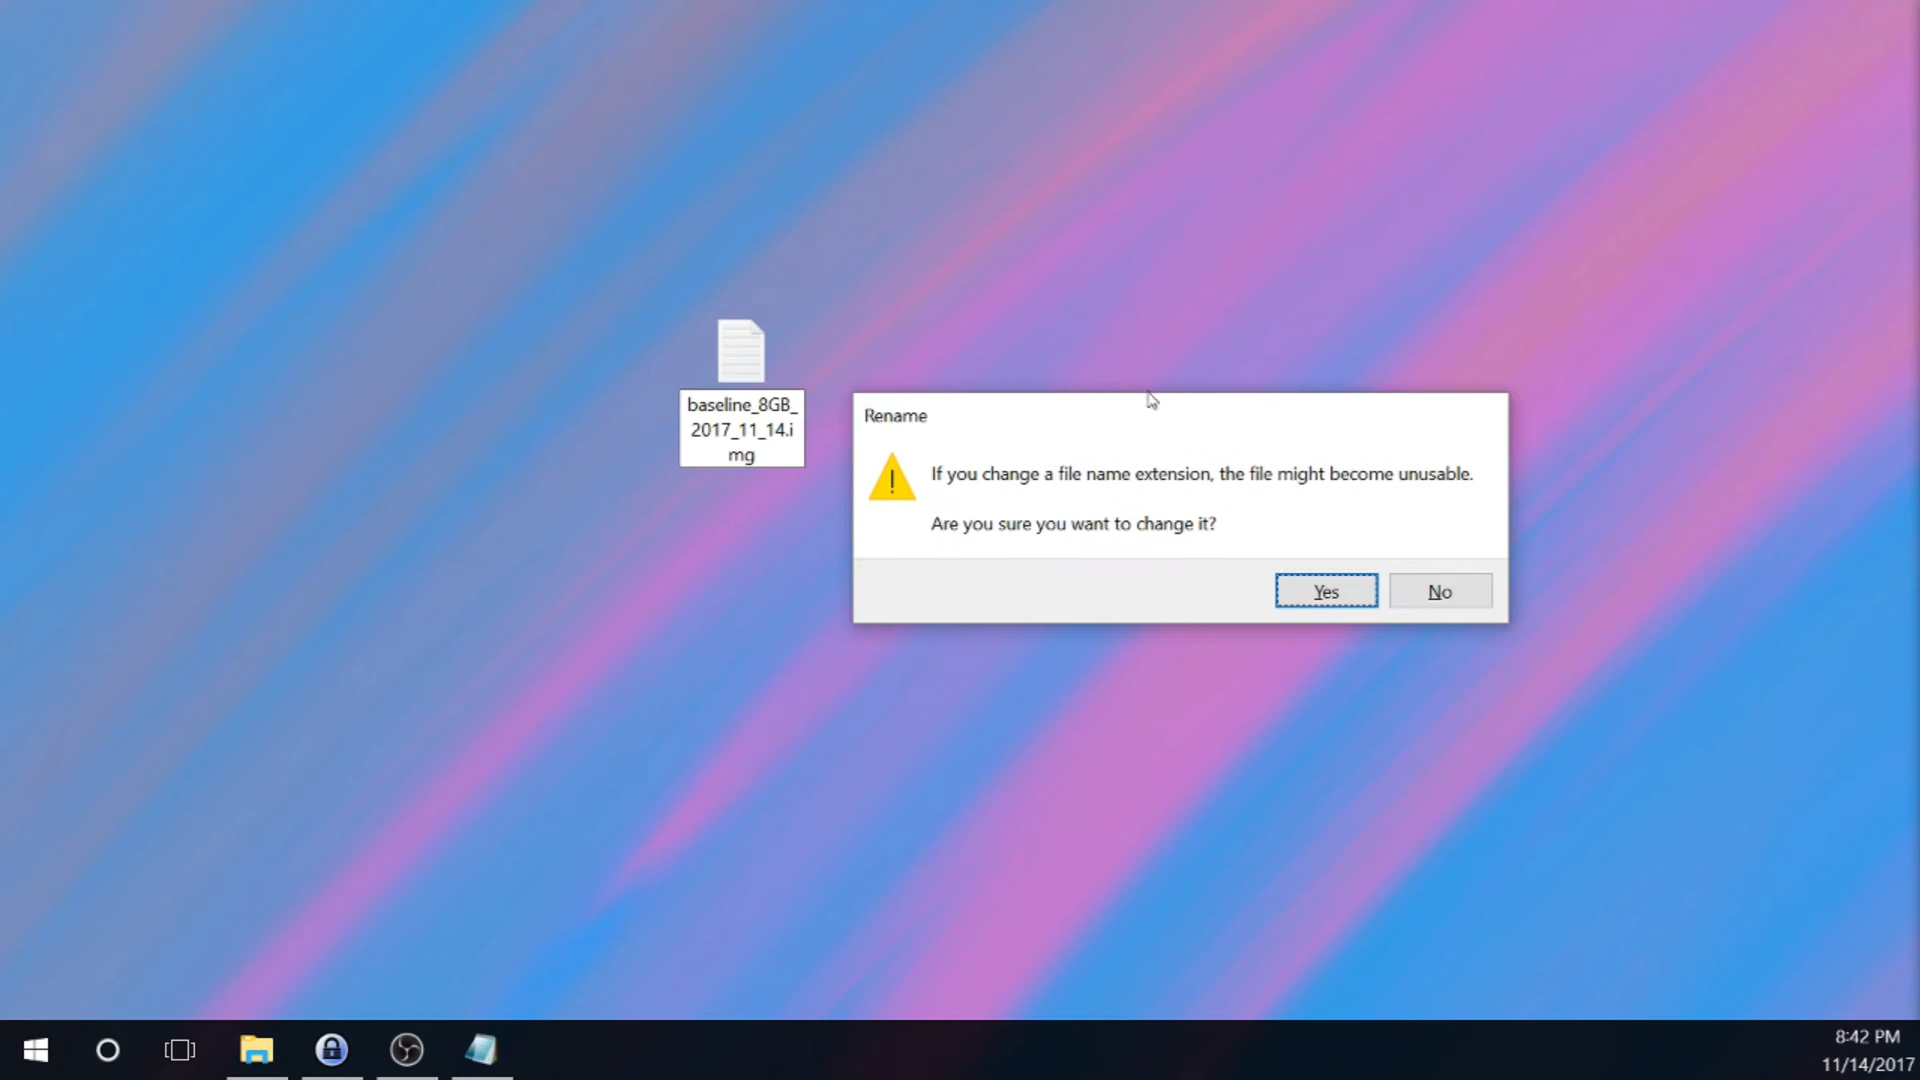 baseline_8GB_
2017_11_14.i
mg
Rename
If you change a file name extension, the file might become unusable.
Are you sure you want to change it?
Yes
No
8:42 PM
11/14/2017